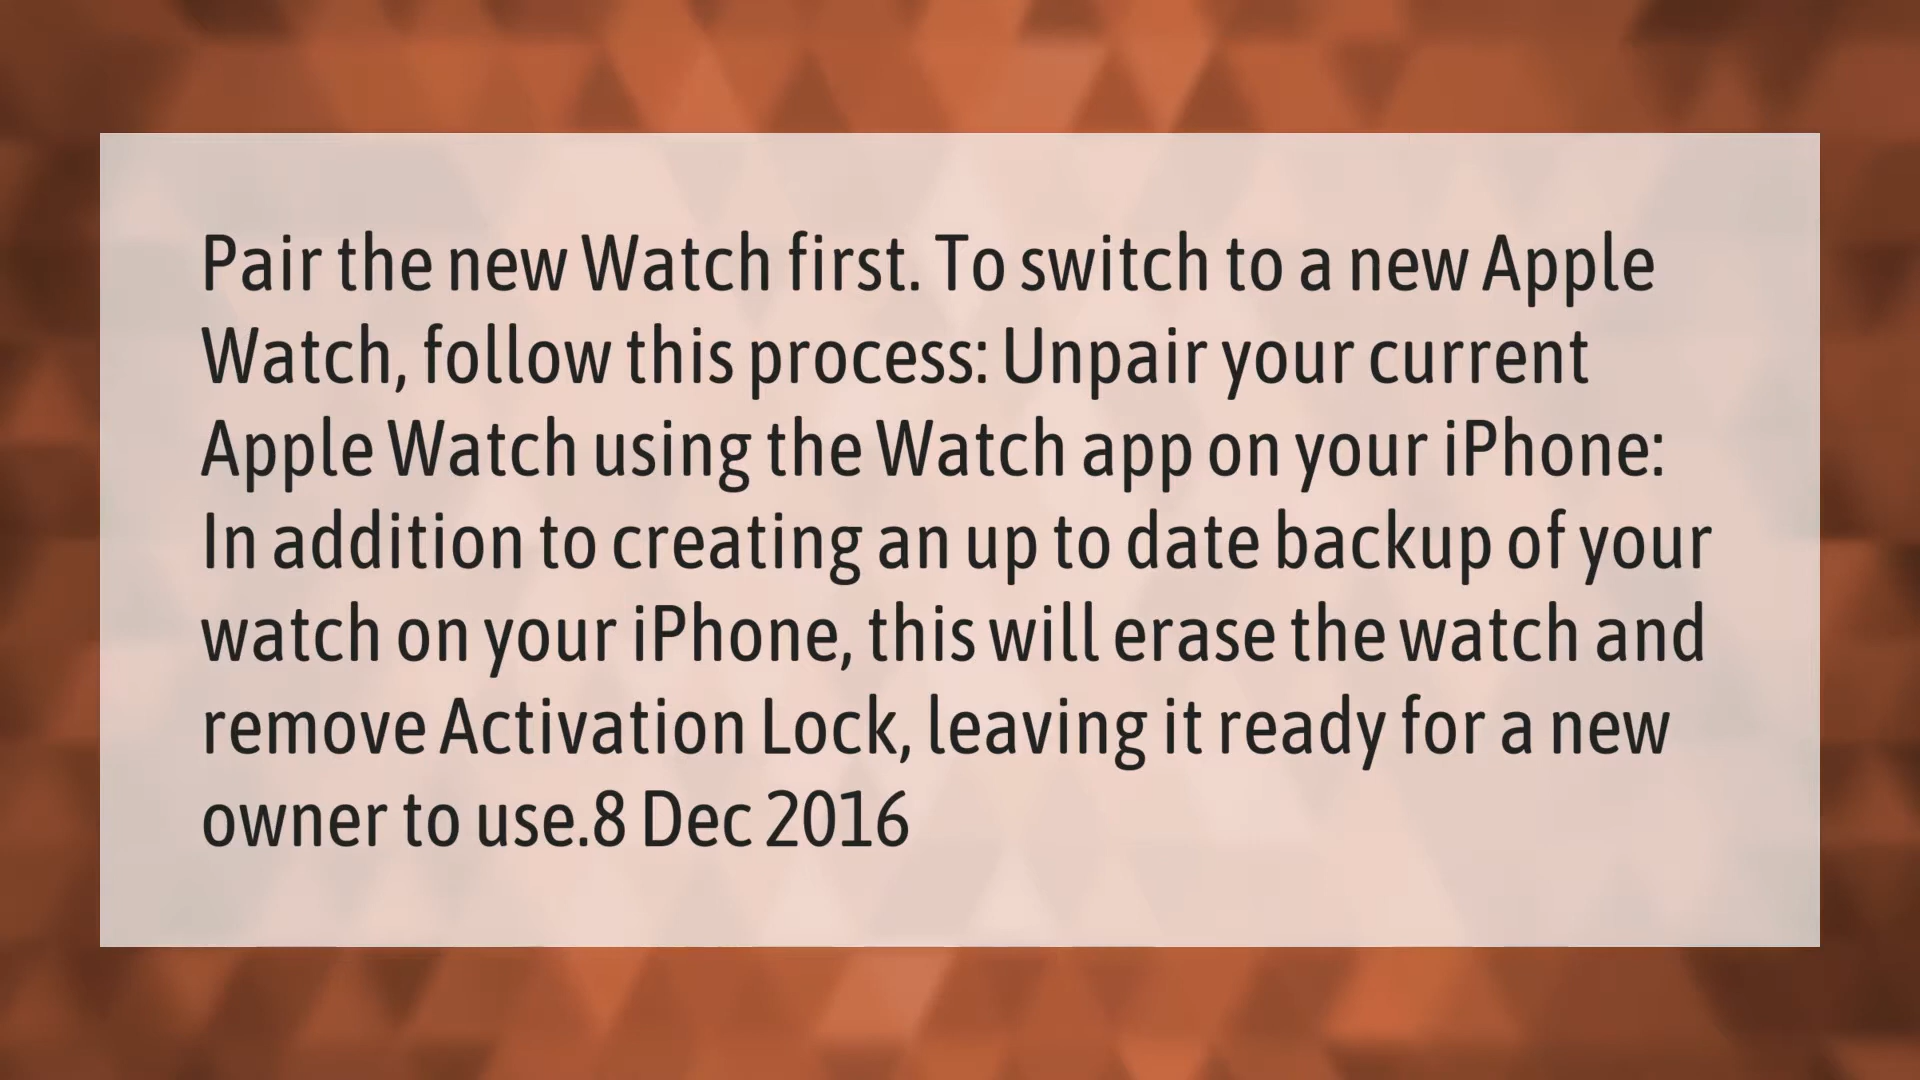 Pair the new Watch first. To switch to a new Apple
Watch, follow this process: Unpair your current
Apple Watch using the Watch app on your iPhone:
In addition to creating an up to date backup of your
watch on your iPhone, this will erase the watch and
remove Activation Lock, leaving it ready for a new
owner to use.8 Dec 2016